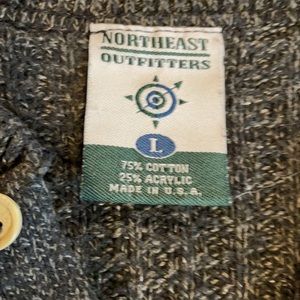 NORTHEAST
OUTFITTERS
L
75% COTTON
25% ACRYLIC
MADE IN U.S.A.